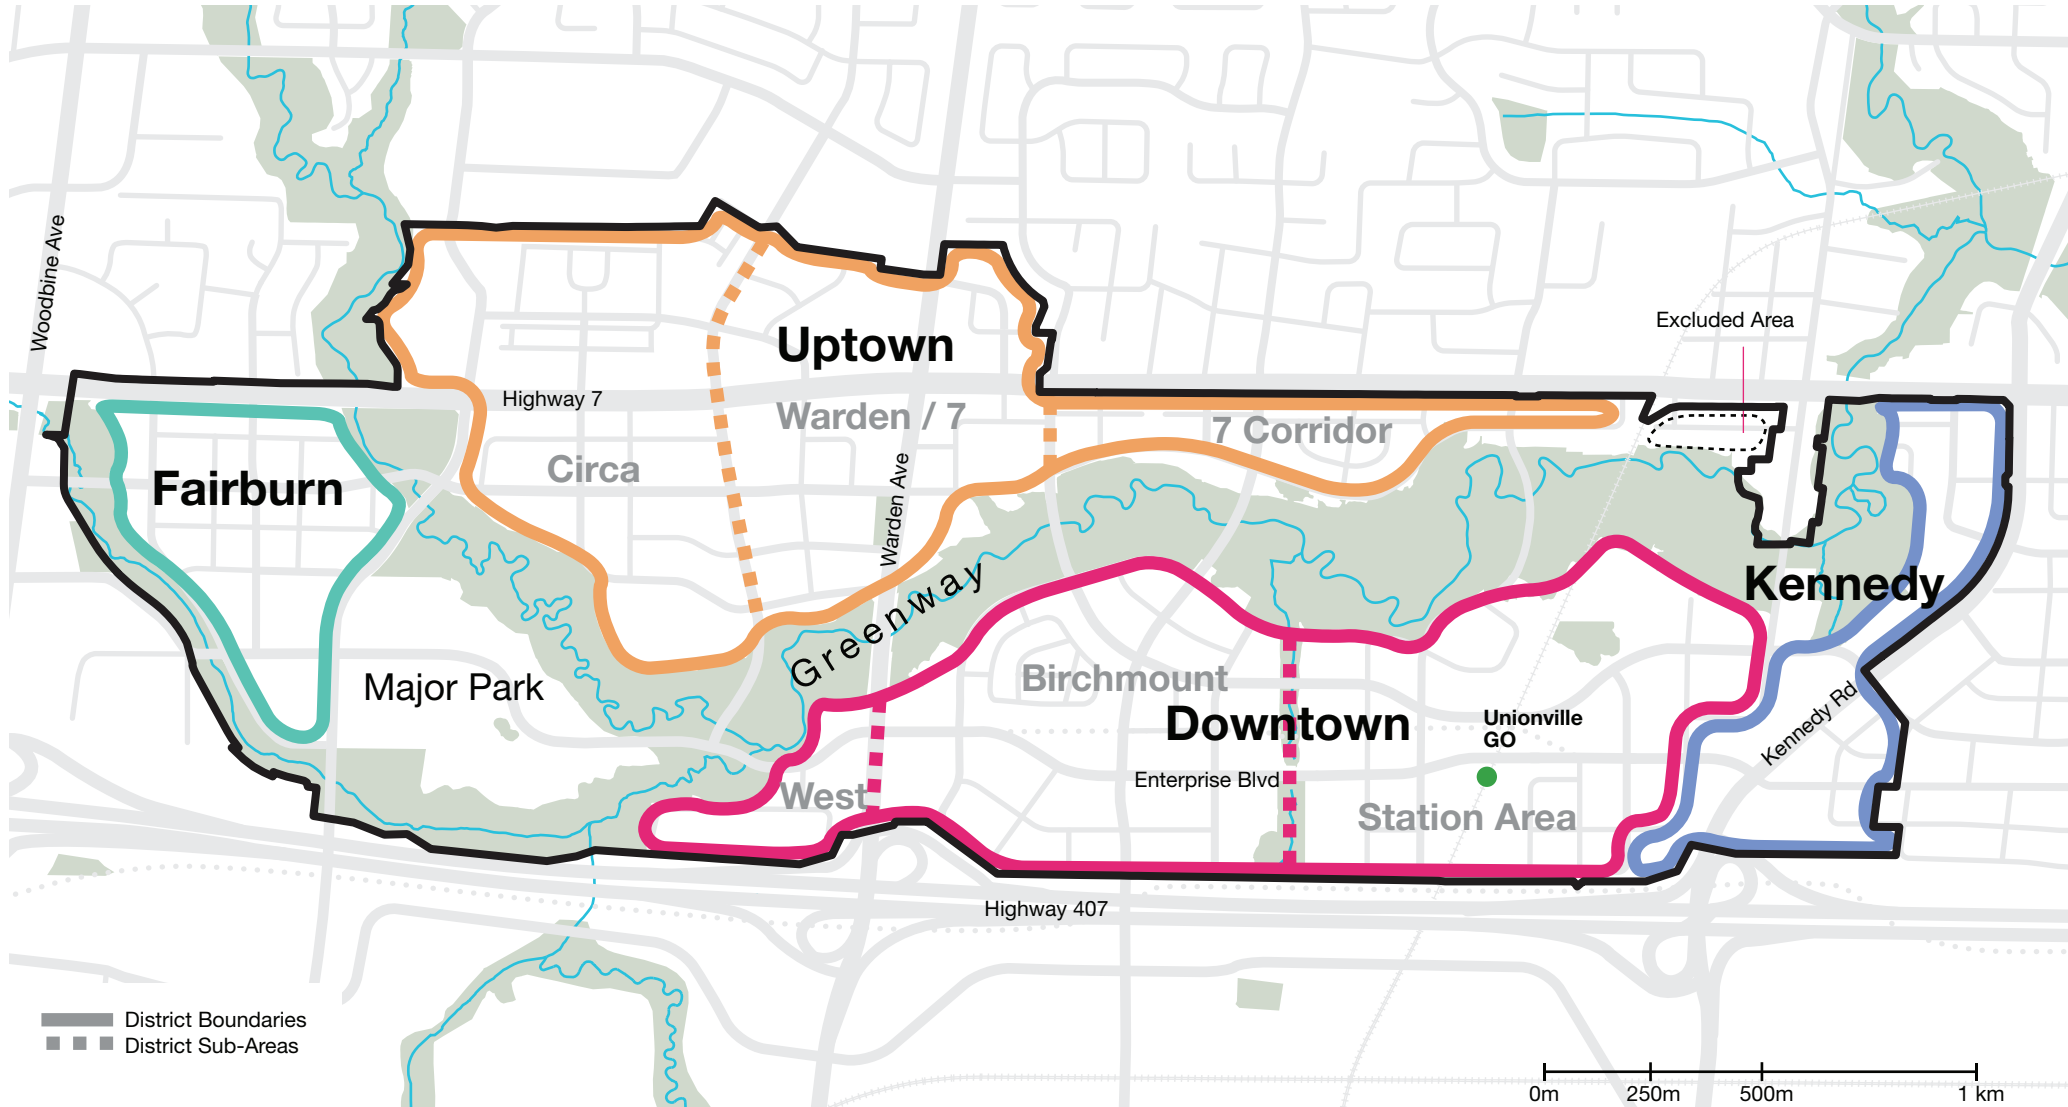 Woodbine Ave
Excluded Area
Uptown
Highway 7
Warden / 7
7 Corridor
Circa
Fairburn
Warden Ave
Greenway
Kennedy
Major Park
Birchmount
Downtown
Unionville
GO
Kennedy Rd
Enterprise Blvd
West
Station Area
Highway 407
District Boundaries
District Sub-Areas
0m 250m 500m 1 km